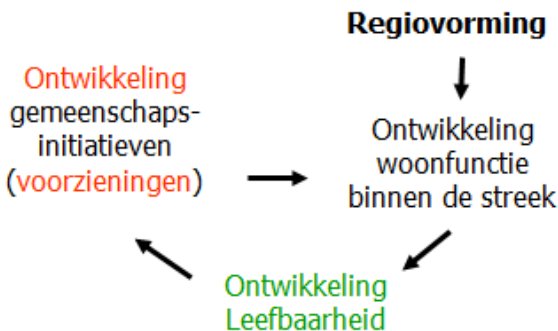 Regiovorming
Ontwikkeling
gemeenschaps-
initiatieven
(voorzieningen)
Ontwikkeling
woonfunctie
binnen de streek
Ontwikkeling
Leefbaarheid